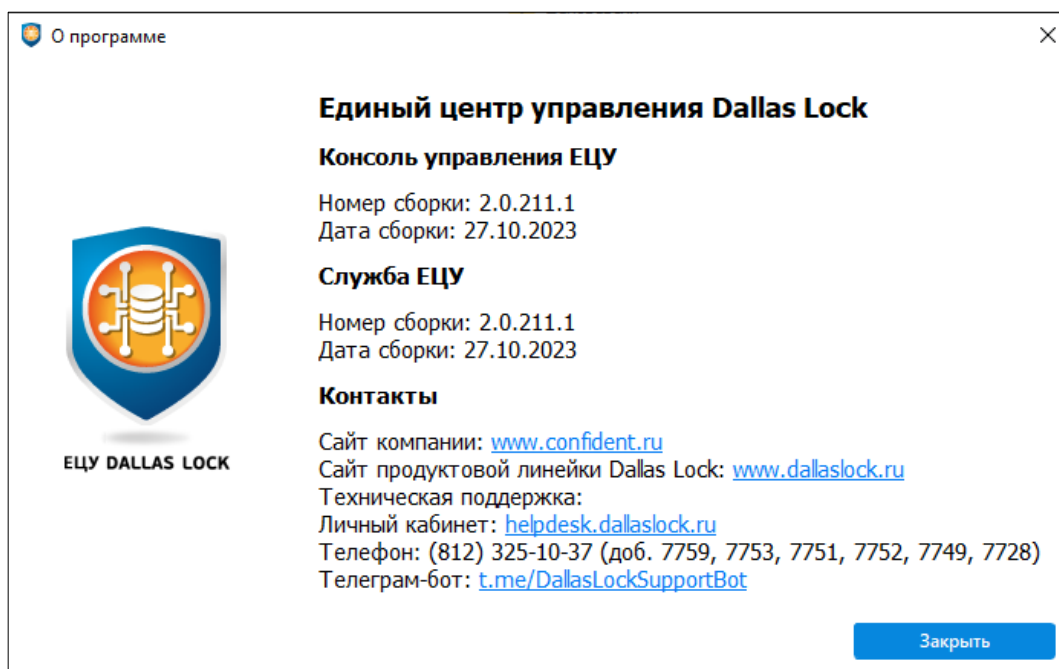 О программе
Единый центр управления Dallas Lock
Консоль управления ЕЦУ
Номер сборки: 2.0.211.1
Дата сборки: 27.10.2023
Служба ЕЦУ
Номер сборки: 2.0.211.1
Дата сборки: 27.10.2023
Контакты
Сайт компании: www.confident.ru
Сайт продуктовой линейки Dallas Lock: www.dallaslock.ru
Техническая поддержка:
Личный кабинет: helpdesk.dallaslock.ru
Телефон: (812) 325-10-37 (доб. 7759, 7753, 7751, 7752, 7749, 7728)
Телеграм-бот: t.me/DallasLockSupportBot
ЕЦУ DALLAS LOCK
Закрыть